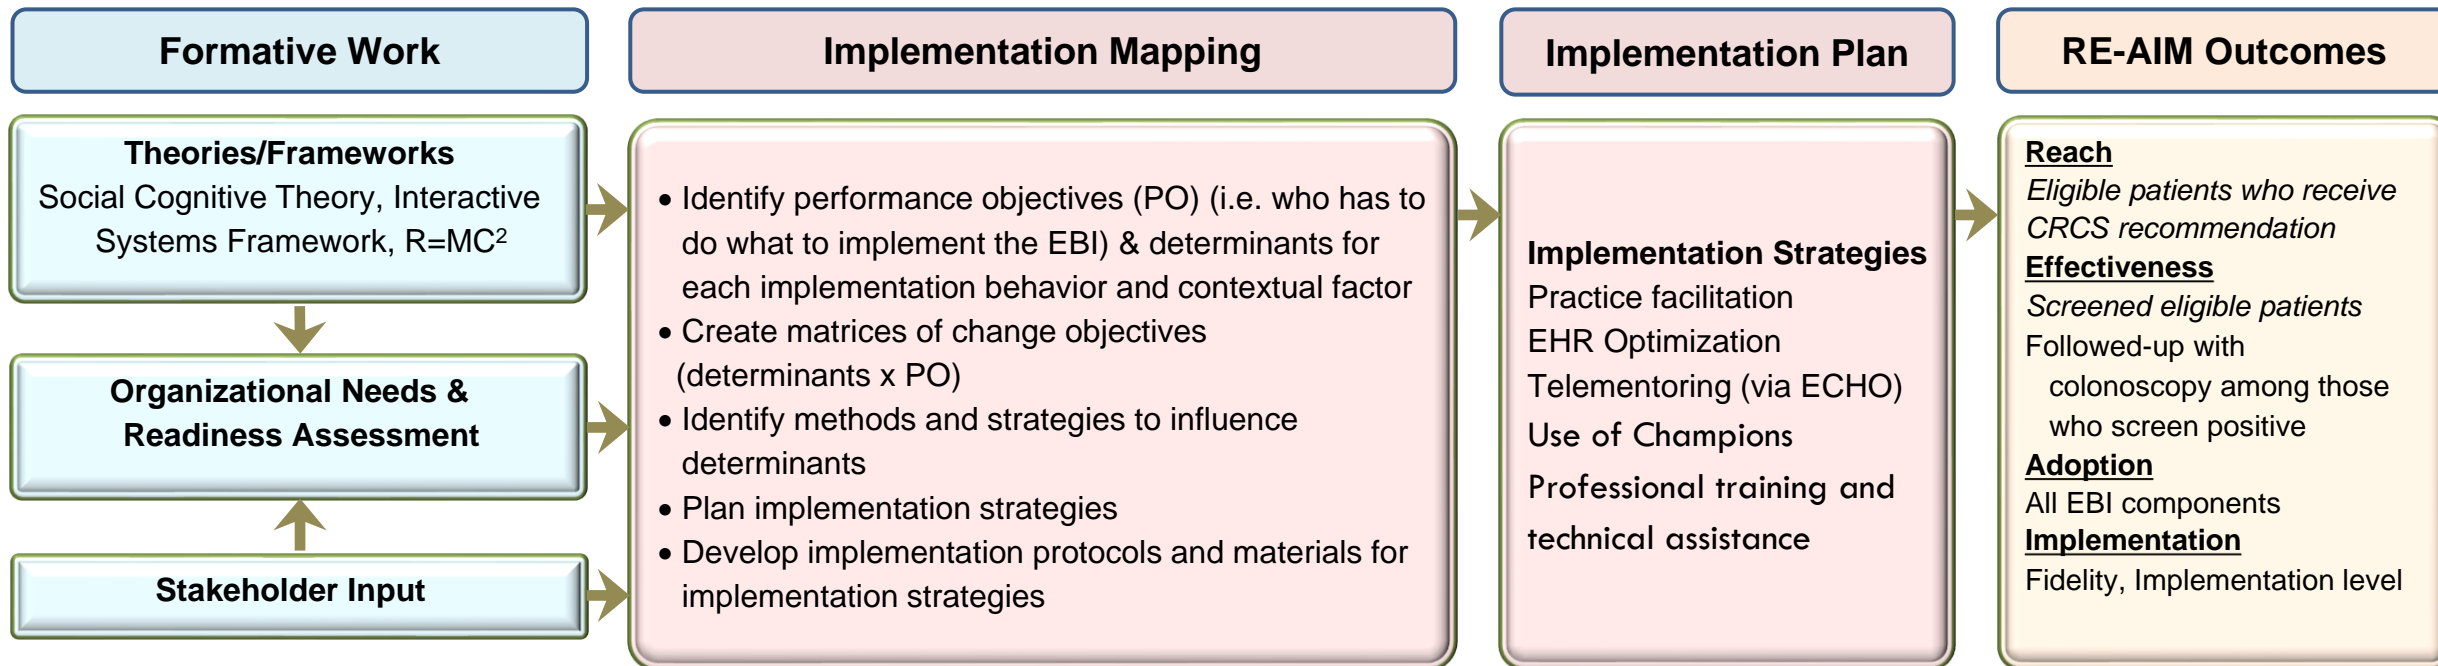 Formative Work
Theories/Frameworks
Social Cognitive Theory, Interactive
Systems Framework, R=MC²
Organizational Needs &
Readiness Assessment
Stakeholder Input
Implementation Mapping
• Identify performance objectives (PO) (i.e. who has to
do what to implement the EBI) & determinants for
each implementation behavior and contextual factor
• Create matrices of change objectives
(determinants x PO)
• Identify methods and strategies to influence
determinants
• Plan implementation strategies
• Develop implementation protocols and materials for
implementation strategies
Implementation Plan
Implementation Strategies
Practice facilitation
EHR Optimization
Telementoring (via ECHO)
Use of Champions
Professional training and
technical assistance
RE-AIM Outcomes
Reach
Eligible patients who receive
CRCS recommendation
Effectiveness
Screened eligible patients
Followed-up with
colonoscopy among those
who screen positive
Adoption
All EBI components
Implementation
Fidelity, Implementation level